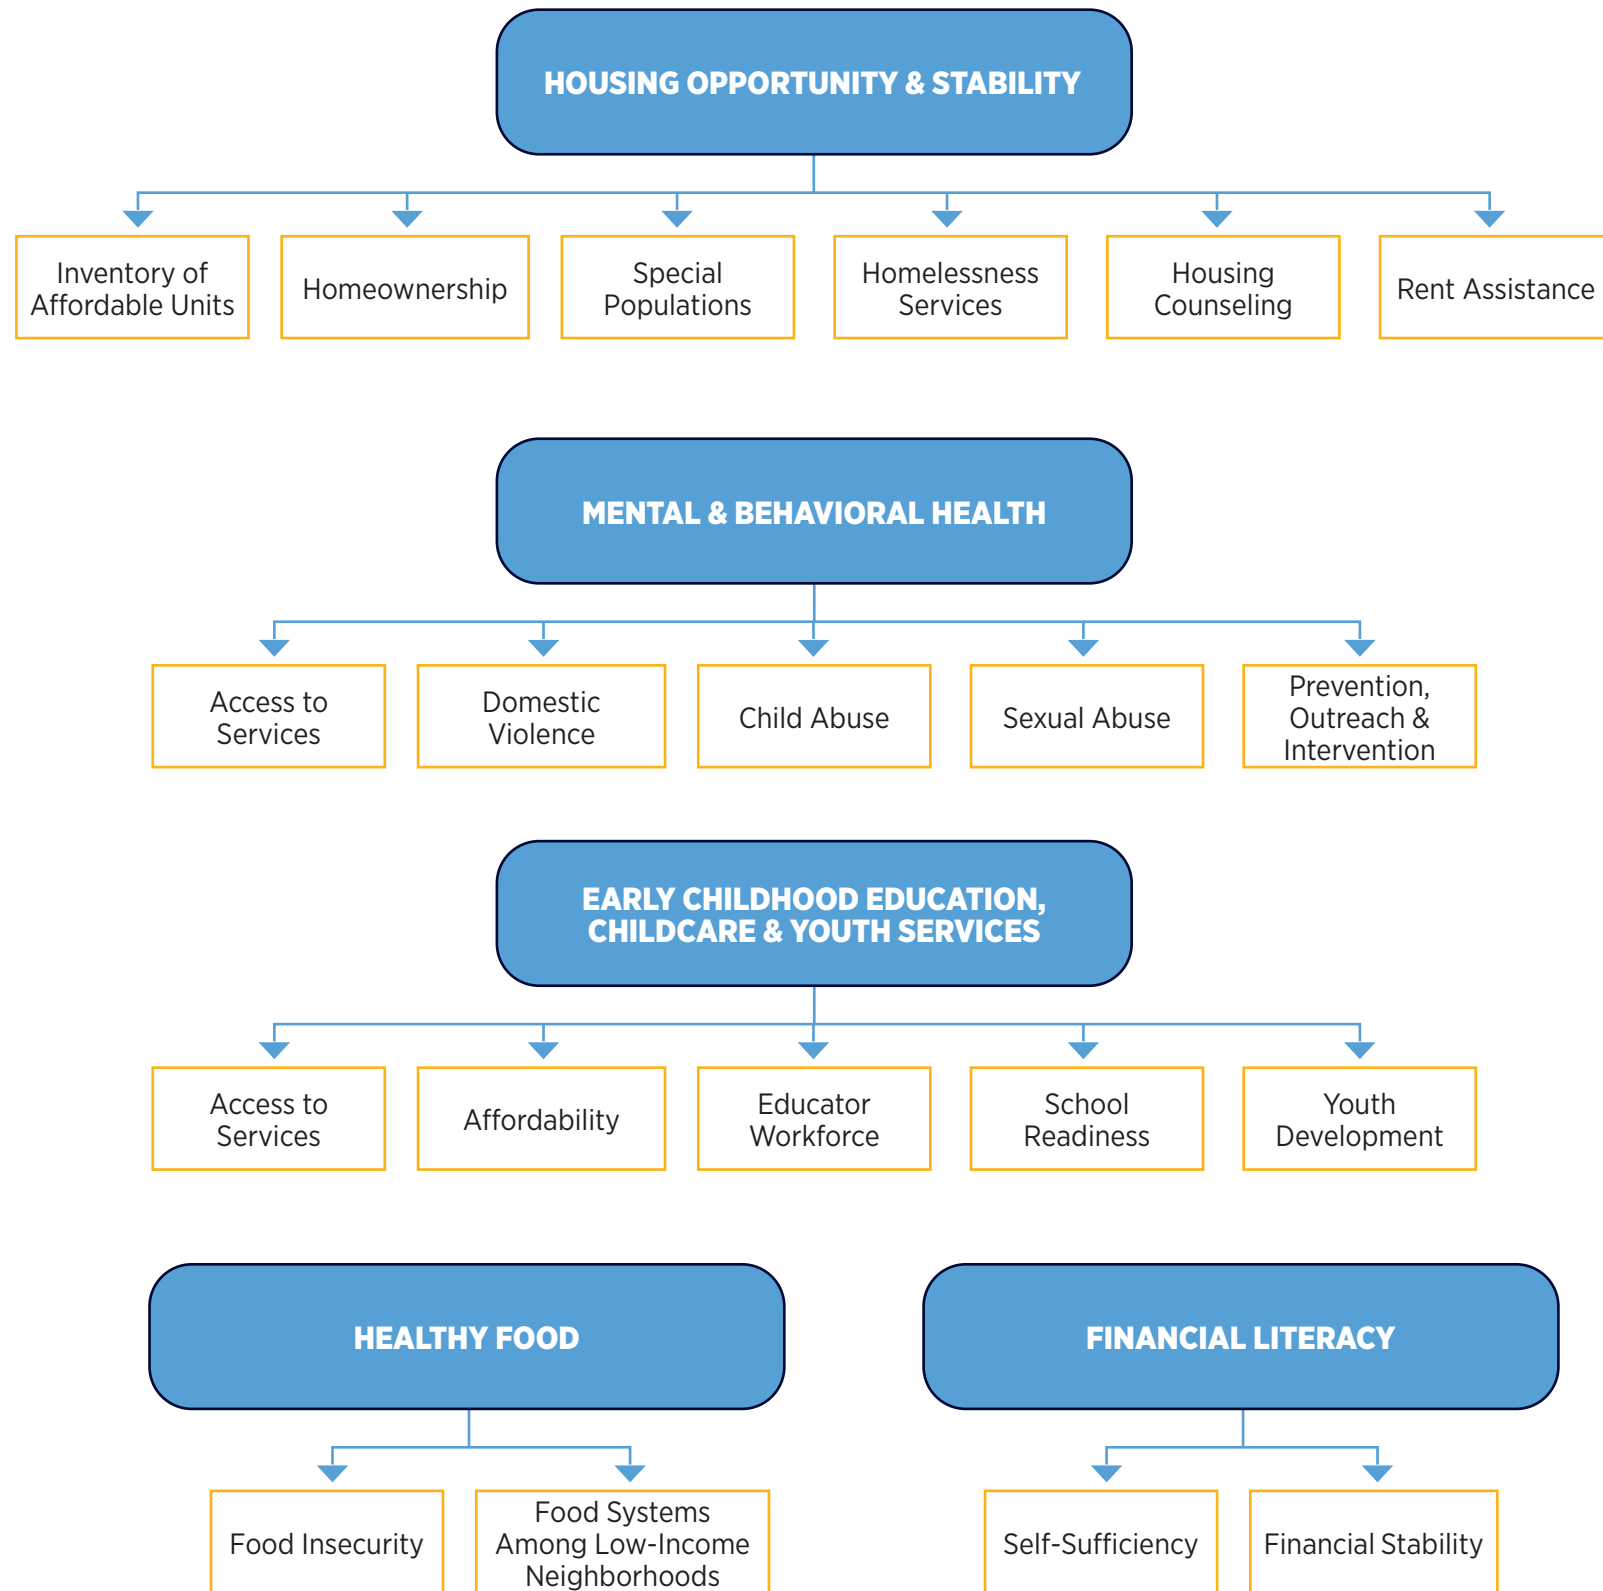 HOUSING OPPORTUNITY & STABILITY
Inventory of
Affordable Units
Homeownership
Special
Populations
Homelessness
Services
Housing
Counseling
Rent Assistance
MENTAL & BEHAVIORAL HEALTH
Access to
Services
Domestic
Violence
Child Abuse
Sexual Abuse
Prevention,
Outreach &
Intervention
EARLY CHILDHOOD EDUCATION,
CHILDCARE & YOUTH SERVICES
Access to
Services
Affordability
Educator
Workforce
School
Readiness
Youth
Development
HEALTHY FOOD
Food Insecurity
Food Systems
Among Low-Income
Neighborhoods
FINANCIAL LITERACY
Self-Sufficiency
Financial Stability